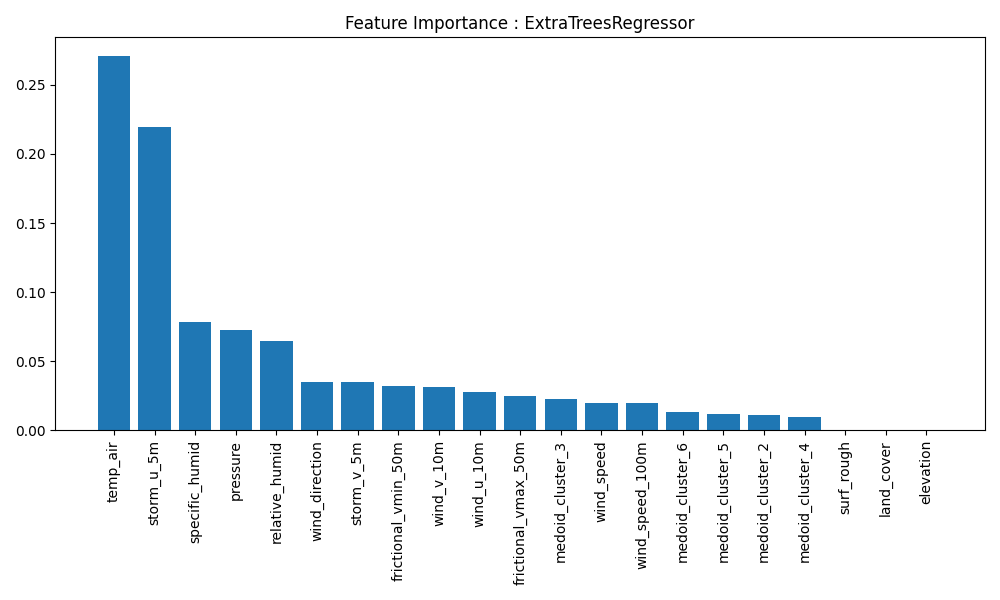 Feature Importance : ExtraTreesRegressor
0.25
0.20
0.15
0.10
0.05
0.00
temp_air
storm_u_5m
specific_humid
pressure
relative_humid
wind_direction
storm_v_5m
frictional_vmin_50m
wind_v_10m
wind_u_10m
frictional_vmax_50m
medoid_cluster_3
wind_speed
wind_speed_100m
medoid_cluster_6
medoid_cluster_5
medoid_cluster_2
medoid_cluster_4
surf_rough
land_cover
elevation